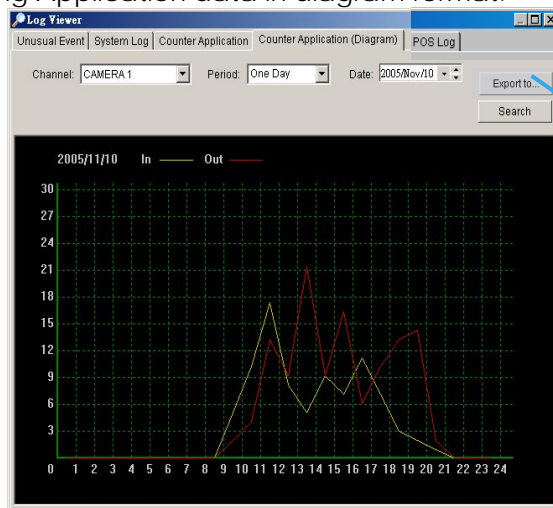 g Application data in diagram format.
Log Viewer
Unusual Event System Log Counter Application Counter Application (Diagram) POS Log
Channel: CAMERA 1 Period: One Day Date: 2005/Nov/10
Export to...
Search
2005/11/10 In Out
30
27
24
21
18
15
12
9
6
3
0 1 2 3 4 5 6 7 8 9 10 11 12 13 14 15 16 17 18 19 20 21 22 23 24